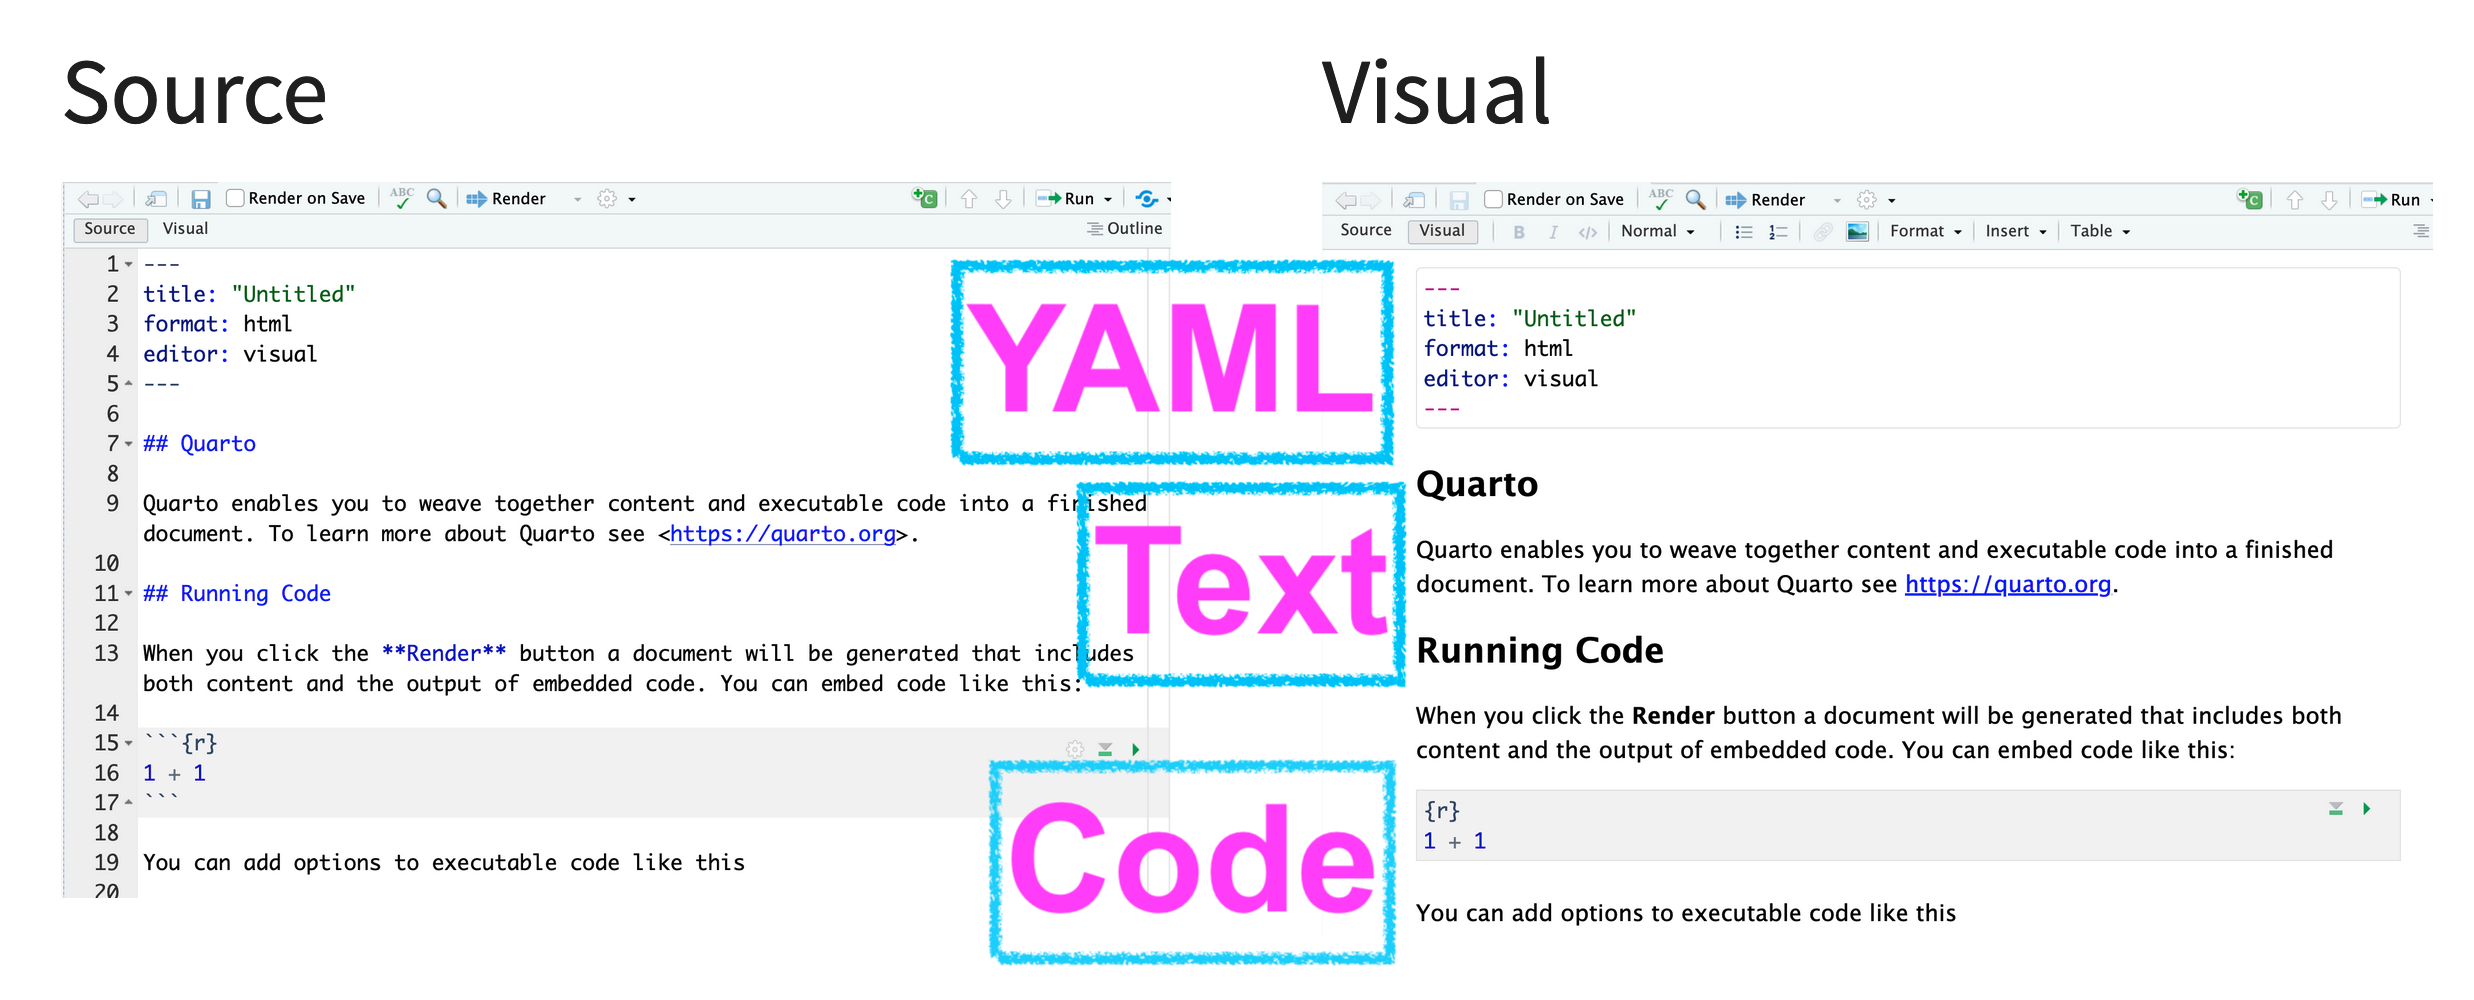 Source
Render on Save
ABC
Render
Run
Source
Visual
Outline
1 ---
2 title: "Untitled"
3 format: html
4 editor: visual
5 ---
6
7 ## Quarto
8
9 Quarto enables you to weave together content and executable code into a finished
document. To learn more about Quarto see <https://quarto.org>.
10
11 ## Running Code
12
13 When you click the **Render** button a document will be generated that includes
both content and the output of embedded code. You can embed code like this:
14
15 ```{r}
16 1 + 1
17 ```
18
19 You can add options to executable code like this
20
YAML
Text
Code
Visual
Render on Save
ABC
Render
Run
Source
Visual
B
I
</>
Normal
Format
Insert
Table
---
title: "Untitled"
format: html
editor: visual
---
Quarto
Quarto enables you to weave together content and executable code into a finished
document. To learn more about Quarto see https://quarto.org.
Running Code
When you click the Render button a document will be generated that includes both
content and the output of embedded code. You can embed code like this:
{r}
1 + 1
You can add options to executable code like this